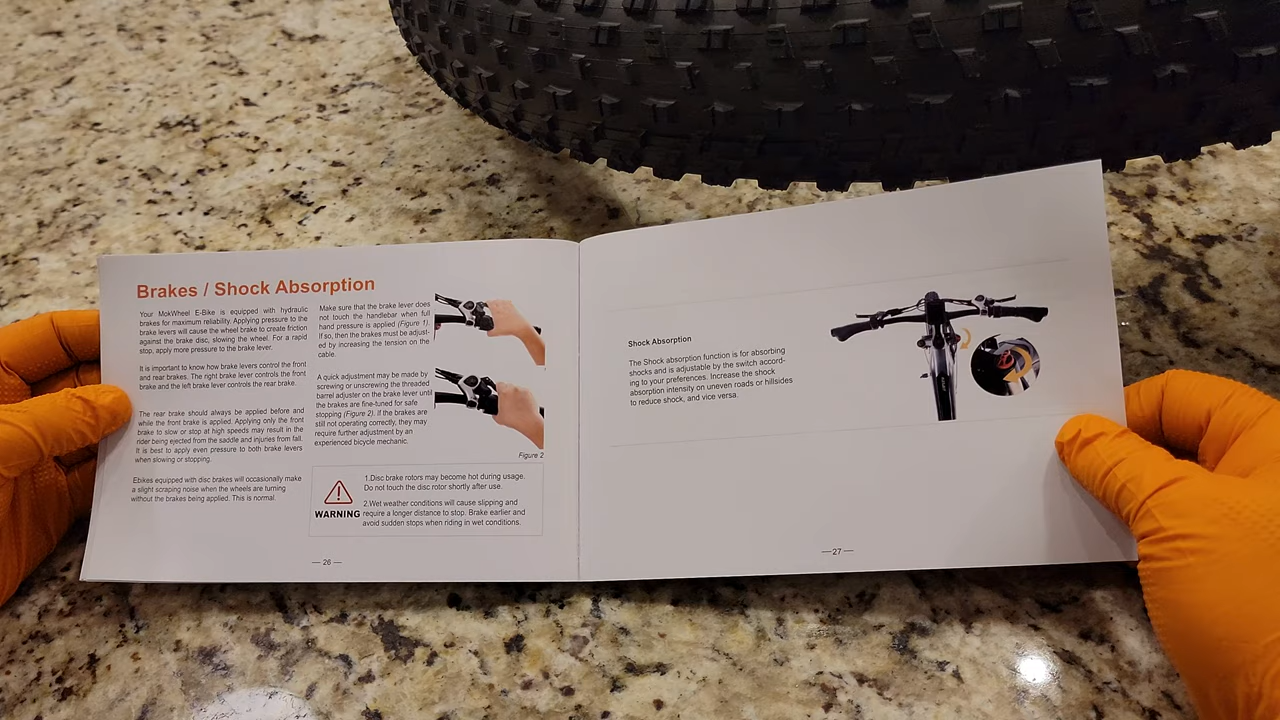 Brakes / Shock Absorption
Your MokWheel E-Bike is equipped with hydraulic
brakes for maximum reliability. Applying pressure to the
brake levers will cause the wheel brake to create friction
against the brake disc, slowing the wheel. For a rapid
stop, apply more pressure to the brake lever.
It is important to know how brake levers control the front
and rear brakes. The right brake lever controls the front
brake and the left brake lever controls the rear brake.
The rear brake should always be applied before and
while the front brake is applied. Applying only the front
brake to slow or stop at high speeds may result in the
rider being ejected from the saddle and injuries from fall.
It is best to apply even pressure to both brake levers
when slowing or stopping.
Ebikes equipped with disc brakes will occasionally make
a slight scraping noise when the wheels are turning
without the brakes being applied. This is normal.
Make sure that the brake lever does
not touch the handlebar when full
hand pressure is applied (Figure 1).
If so, then the brakes must be adjust-
ed by increasing the tension on the
cable.
A quick adjustment may be made by
screwing or unscrewing the threaded
barrel adjuster on the brake lever until
the brakes are fine-tuned for safe
stopping (Figure 2). If the brakes are
still not operating correctly, they may
require further adjustment by an
experienced bicycle mechanic.
Figure 2
WARNING
1.Disc brake rotors may become hot during usage.
Do not touch the disc rotor shortly after use.
2.Wet weather conditions will cause slipping and
require a longer distance to stop. Brake earlier and
avoid sudden stops when riding in wet conditions.
— 26 —
Shock Absorption
The Shock absorption function is for absorbing
shocks and is adjustable by the switch accord-
ing to your preferences. Increase the shock
absorption intensity on uneven roads or hillsides
to reduce shock, and vice versa.
—27—